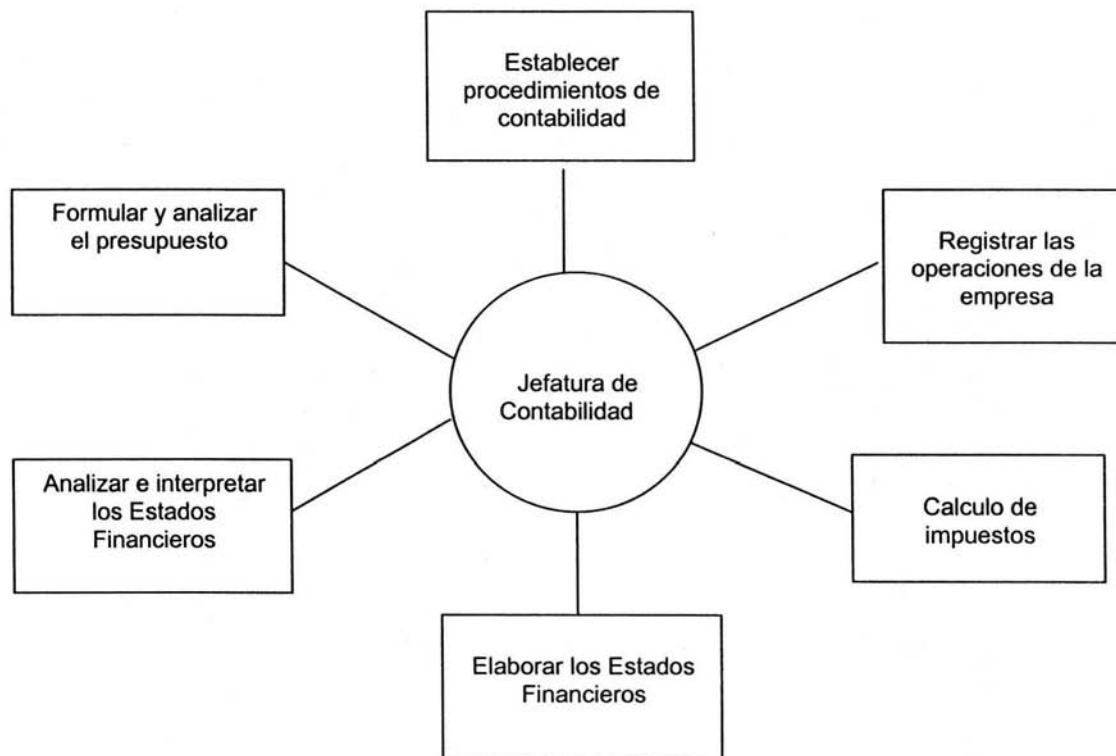 Establecer
procedimientos de
contabilidad
Formular y analizar
el presupuesto
Registrar las
operaciones de la
empresa
Jefatura de
Contabilidad
Analizar e interpretar
los Estados
Financieros
Calculo de
impuestos
Elaborar los Estados
Financieros